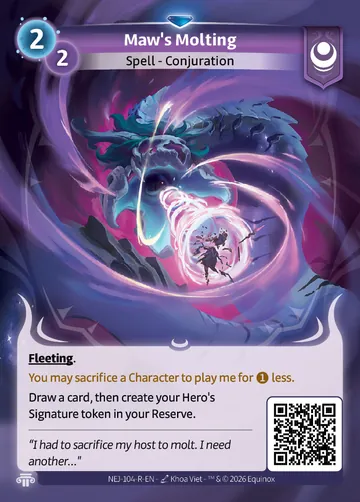 2
Maw's Molting
2
Spell - Conjuration
Fleeting.
You may sacrifice a Character to play me for 1 less.
Draw a card, then create your Hero's
Signature token in your Reserve.
"I had to sacrifice my host to molt. I need
another..."
NEJ-104-R-EN - Khoa Viet - ™ & © 2026 Equinox